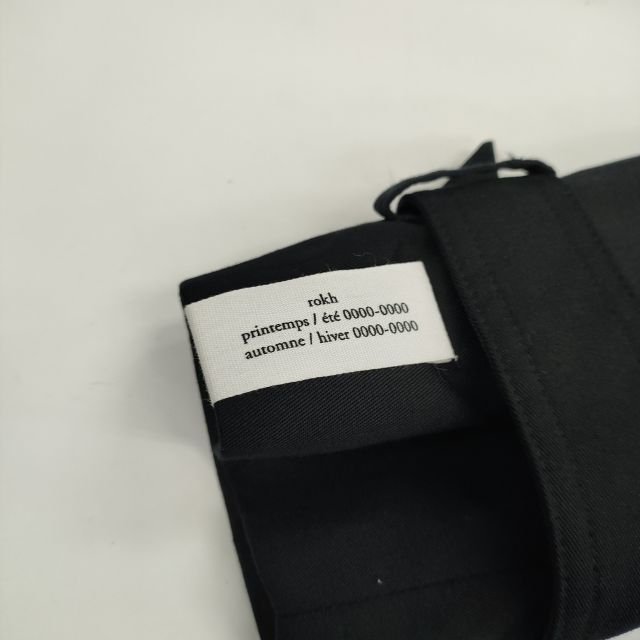 rokh
printemps / été 0000-0000
automne / hiver 0000-0000